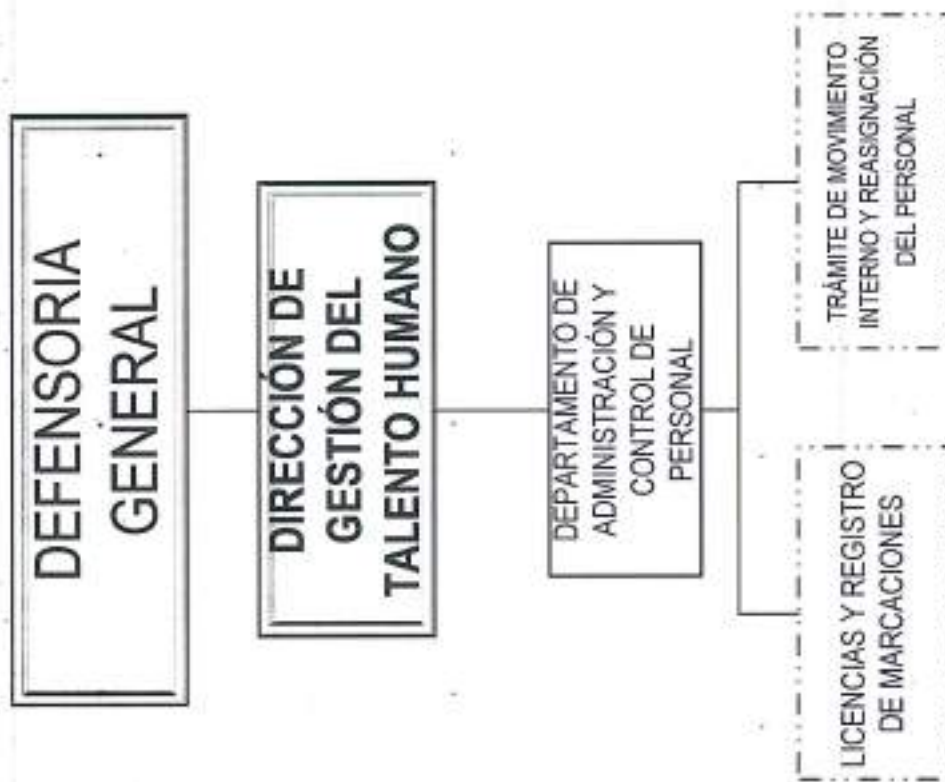 DEFENSORIA
GENERAL
DIRECCIÓN DE
GESTIÓN DEL
TALENTO HUMANO
DEPARTAMENTO DE
ADMINISTRACIÓN Y
CONTROL DE
PERSONAL
LICENCIAS Y REGISTRO
DE MARCACIONES
TRÁMITE DE MOVIMIENTO
INTERNO Y REASIGNACIÓN
DEL PERSONAL